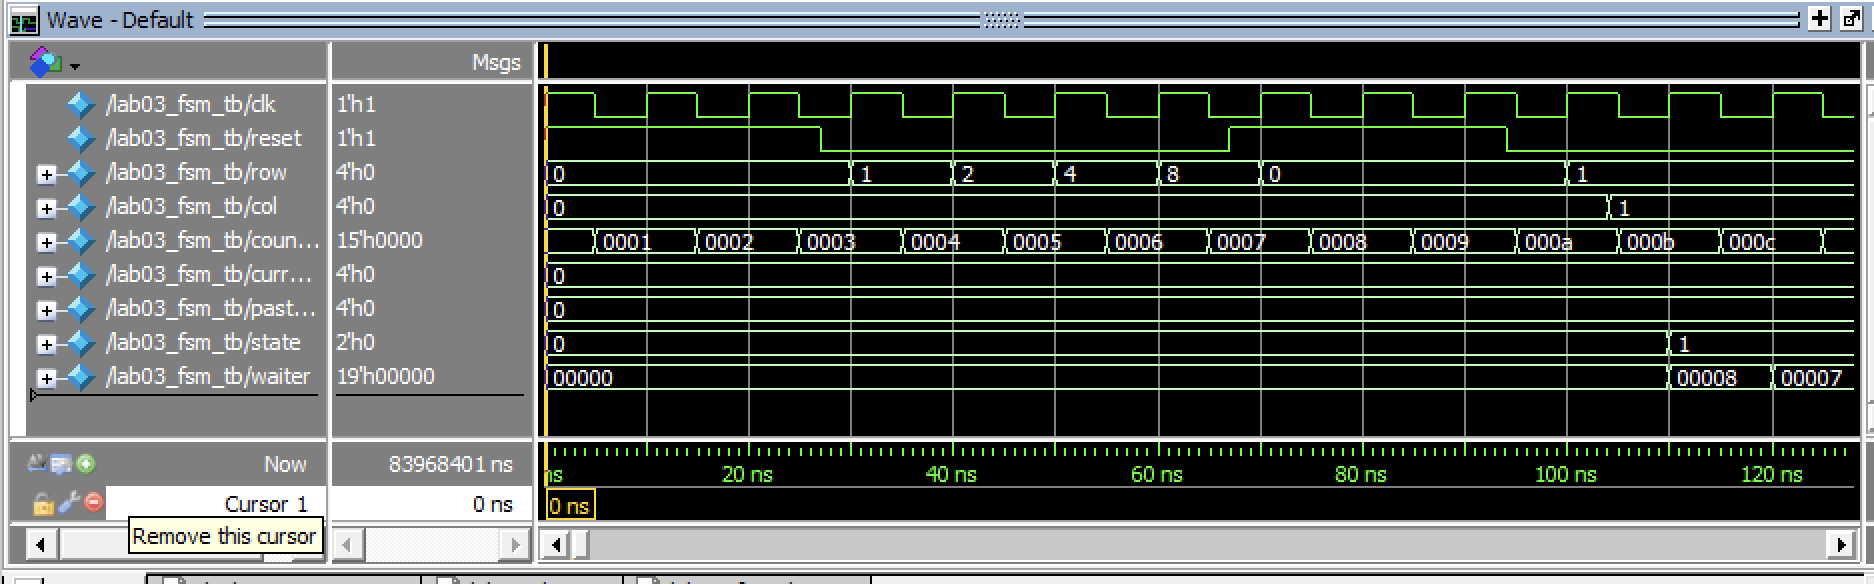 Wave - Default
Msgs
/lab03_fsm_tb/clk 1'h1
/lab03_fsm_tb/reset 1'h1
/lab03_fsm_tb/row 4'h0 0 1 2 4 8 0 1
/lab03_fsm_tb/col 4'h0 0 1
/lab03_fsm_tb/coun... 15'h0000 0001 0002 0003 0004 0005 0006 0007 0008 0009 000a 000b 000c
/lab03_fsm_tb/curr... 4'h0 0
/lab03_fsm_tb/past... 4'h0 0
/lab03_fsm_tb/state 2'h0 0 1
/lab03_fsm_tb/waiter 19'h00000 00000 00008 00007
Now 83968401 ns ns 20 ns 40 ns 60 ns 80 ns 100 ns 120 ns
Cursor 1 0 ns 0 ns
Remove this cursor